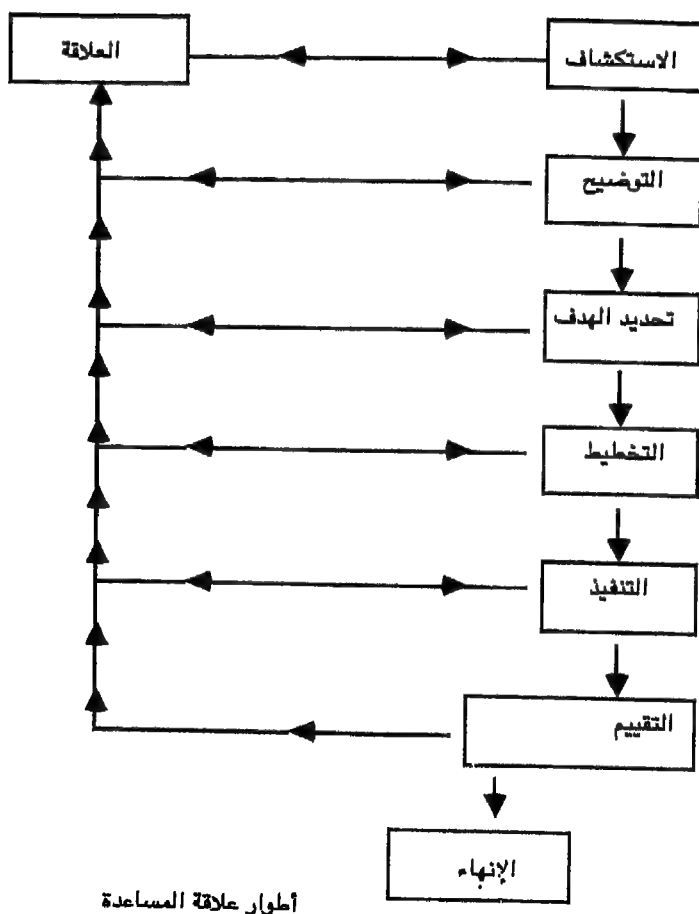 العلاقة
الاستكشاف
التوضيح
تحديد الهدف
التخطيط
التنفيذ
التقييم
الإنهاء
أطوار علاقة المساعدة